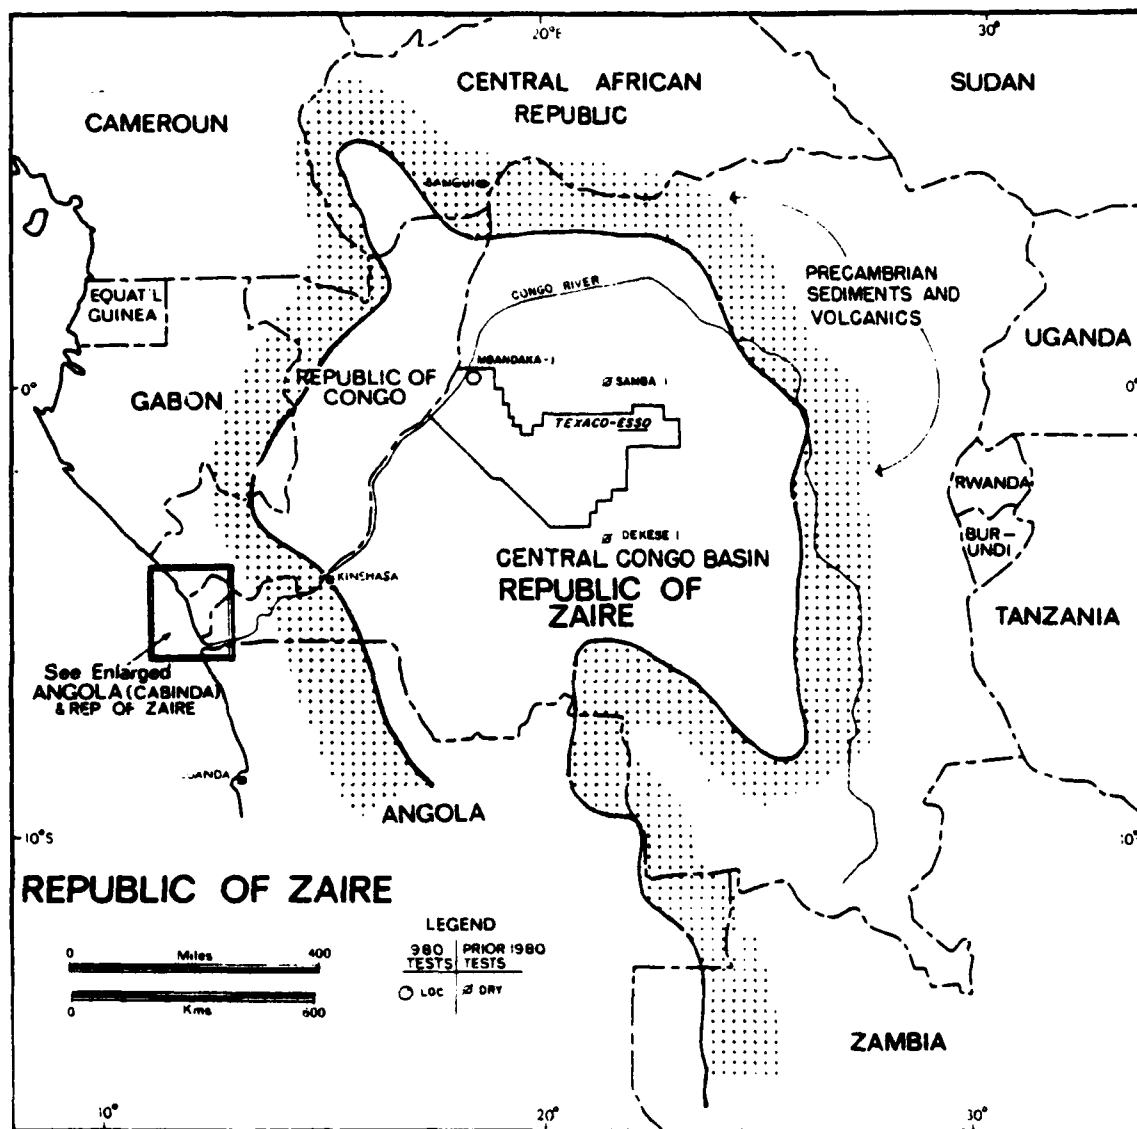 20°E
30°
CENTRAL AFRICAN
REPUBLIC
SUDAN
CAMEROUN
BANGUI
PRECAMBRIAN
SEDIMENTS AND
VOLCANICS
EQUAT'L
GUINEA
CONGO RIVER
UGANDA
MBANDAKA-1
REPUBLIC OF
CONGO
SAMBA 1
0°
0°
GABON
TEXACO-ESSO
RWANDA
BUR-
UNDI
DEKESE 1
CENTRAL CONGO BASIN
REPUBLIC OF
ZAIRE
KINSHASA
TANZANIA
See Enlarged
ANGOLA (CABINDA)
& REP OF ZAIRE
UANDA
ANGOLA
10°S
10°
REPUBLIC OF ZAIRE
LEGEND
980 PRIOR 1980
TESTS TESTS
LOC DRY
0 Miles 400
0 Kms 600
ZAMBIA
10°
20°
30°